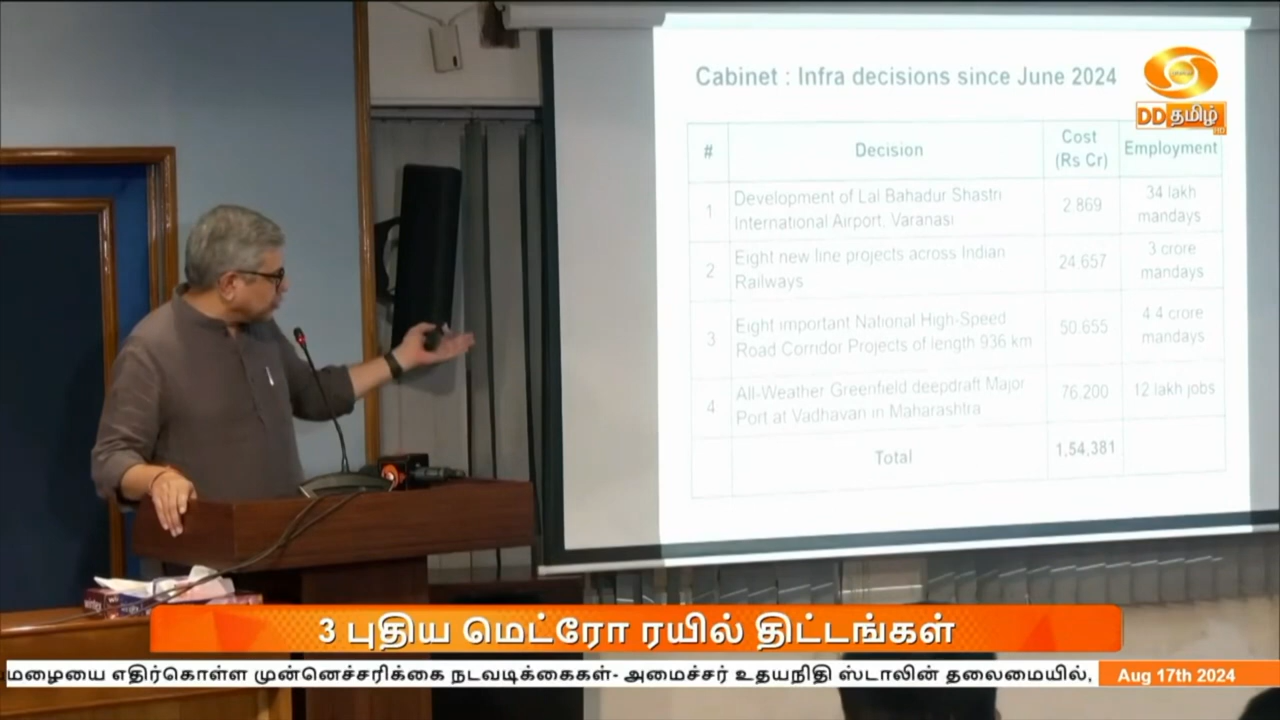 Cabinet : Infra decisions since June 2024
DD தமிழ் HD
# Decision Cost (Rs Cr) Employment
1 Development of Lal Bahadur Shastri International Airport, Varanasi 2,869 34 lakh mandays
2 Eight new line projects across Indian Railways 24,657 3 crore mandays
3 Eight important National High-Speed Road Corridor Projects of length 936 km 50,655 4.4 crore mandays
4 All-Weather Greenfield deepdraft Major Port at Vadhavan in Maharashtra 76,200 12 lakh jobs
Total 1,54,381
3 புதிய மெட்ரோ ரயில் திட்டங்கள்
மழையை எதிர்கொள்ள முன்னெச்சரிக்கை நடவடிக்கைகள்- அமைச்சர் உதயநிதி ஸ்டாலின் தலைமையில்,
Aug 17th 2024